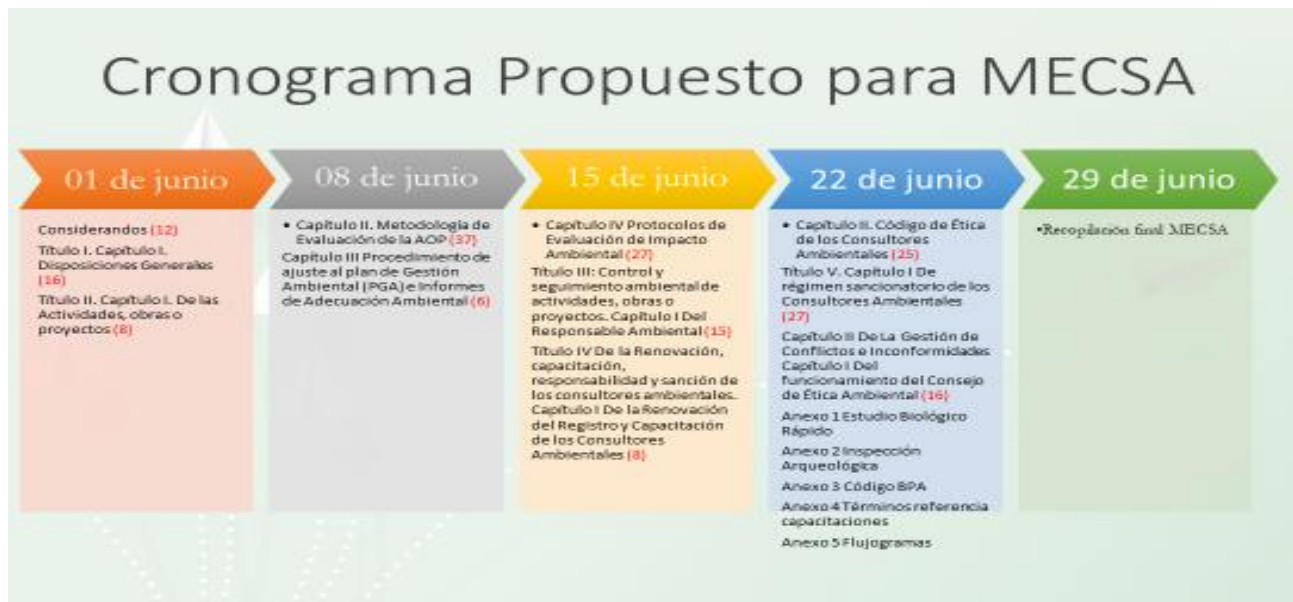 Cronograma Propuesto para MECSA
01 de junio
Considerandos (12)
Título I. Capítulo I.
Disposiciones Generales
(16)
Título II. Capítulo I. De las
Actividades, obras o
proyectos (8)
08 de junio
• Capítulo II. Metodología de
Evaluación de la AOP (37)
Capítulo III Procedimiento de
ajuste al plan de Gestión
Ambiental (PGA) e Informes
de Adecuación Ambiental (6)
15 de junio
• Capítulo IV Protocolos de
Evaluación de Impacto
Ambiental (27)
Título III: Control y
seguimiento ambiental de
actividades, obras o
proyectos. Capítulo I Del
Responsable Ambiental (15)
Título IV De la Renovación,
capacitación,
responsabilidad y sanción de
los consultores ambientales.
Capítulo I De la Renovación
del Registro y Capacitación
de los Consultores
Ambientales (8)
22 de junio
• Capítulo II. Código de Ética
de los Consultores
Ambientales (25)
Título V. Capítulo I De
régimen sancionatorio de los
Consultores Ambientales
(27)
Capítulo II De La Gestión de
Conflictos e Inconformidades
Capítulo I Del
funcionamiento del Consejo
de Ética Ambiental (16)
Anexo 1 Estudio Biológico
Rápido
Anexo 2 Inspección
Arqueológica
Anexo 3 Código BPA
Anexo 4 Términos referencia
capacitaciones
Anexo 5 Flujogramas
29 de junio
•Recopilación final MECSA